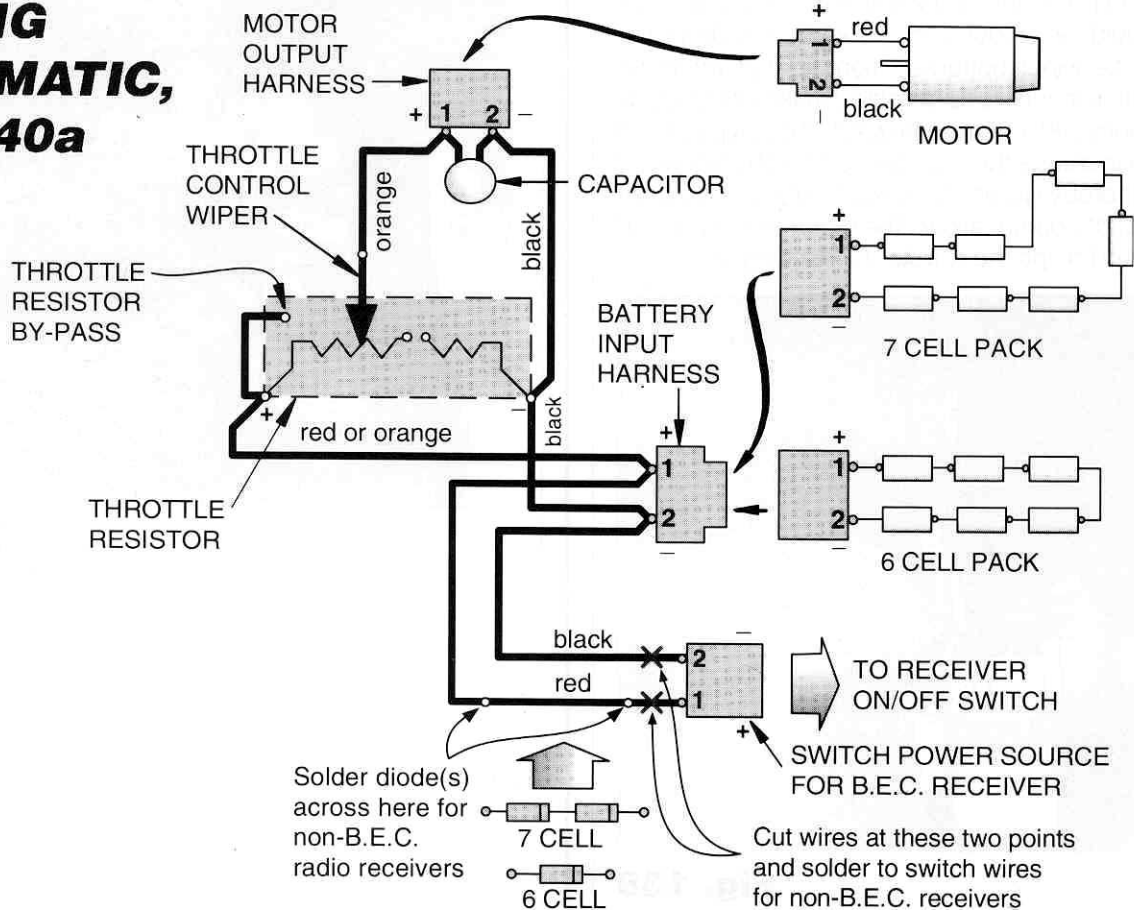 IG
MATIC,
40a
MOTOR
OUTPUT
HARNESS
+ 1 2 –
+
1
2
–
red
black
MOTOR
THROTTLE
CONTROL
WIPER
orange
black
CAPACITOR
THROTTLE
RESISTOR
BY-PASS
+
–
black
red or orange
THROTTLE
RESISTOR
BATTERY
INPUT
HARNESS
+
1
2
–
+
1
2
–
7 CELL PACK
+
1
2
–
6 CELL PACK
black
red
–
2
1
+
TO RECEIVER
ON/OFF SWITCH
SWITCH POWER SOURCE
FOR B.E.C. RECEIVER
Solder diode(s)
across here for
non-B.E.C.
radio receivers
7 CELL
6 CELL
Cut wires at these two points
and solder to switch wires
for non-B.E.C. receivers